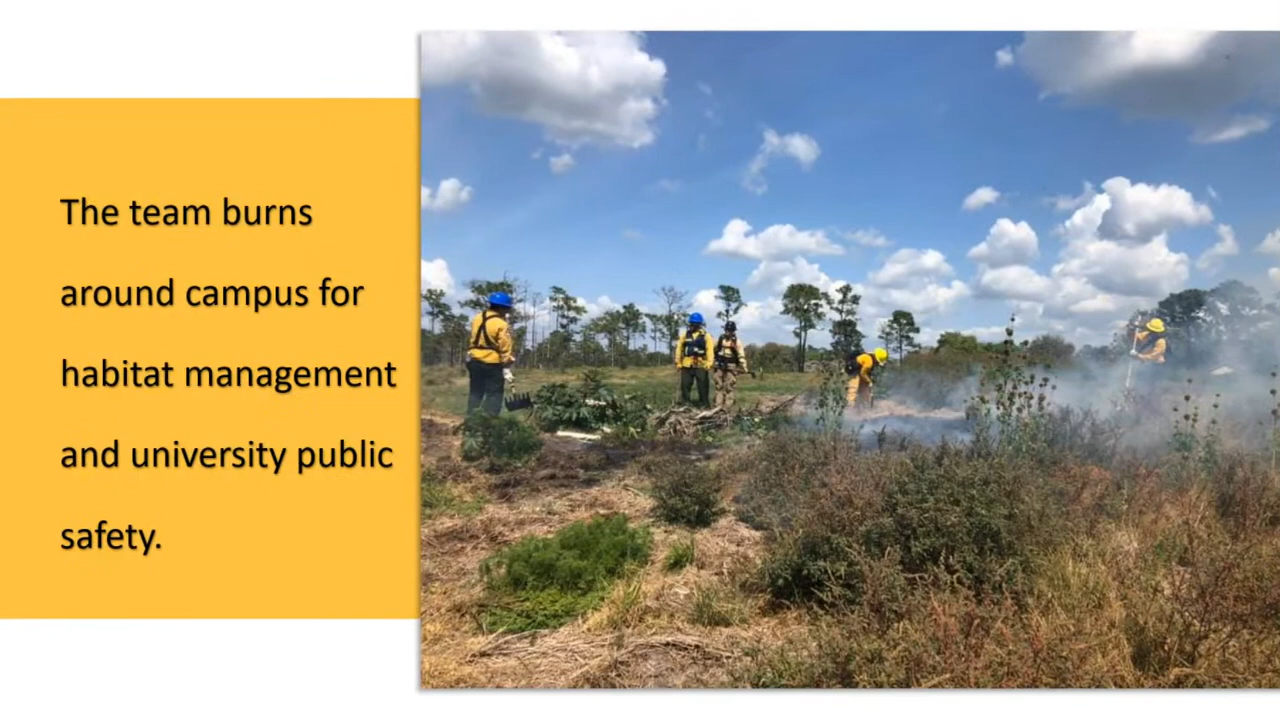 The team burns
around campus for
habitat management
and university public
safety.